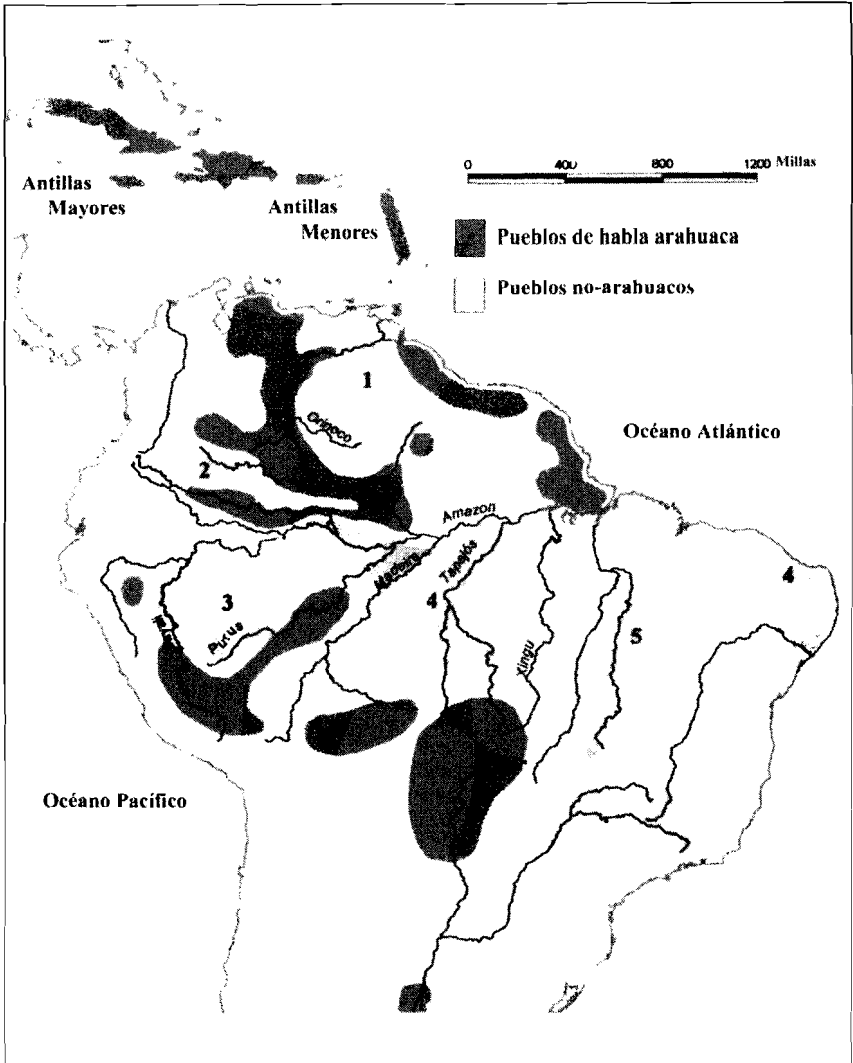 0 400 800 1200 Millas
Antillas
Mayores
Antillas
Menores
Pueblos de habla arahuaca
Pueblos no-arahuacos
1
Orinoco
Océano Atlántico
2
Amazon
Madeira
Tapajós
4
4
3
Purus
Xingu
5
Océano Pacífico